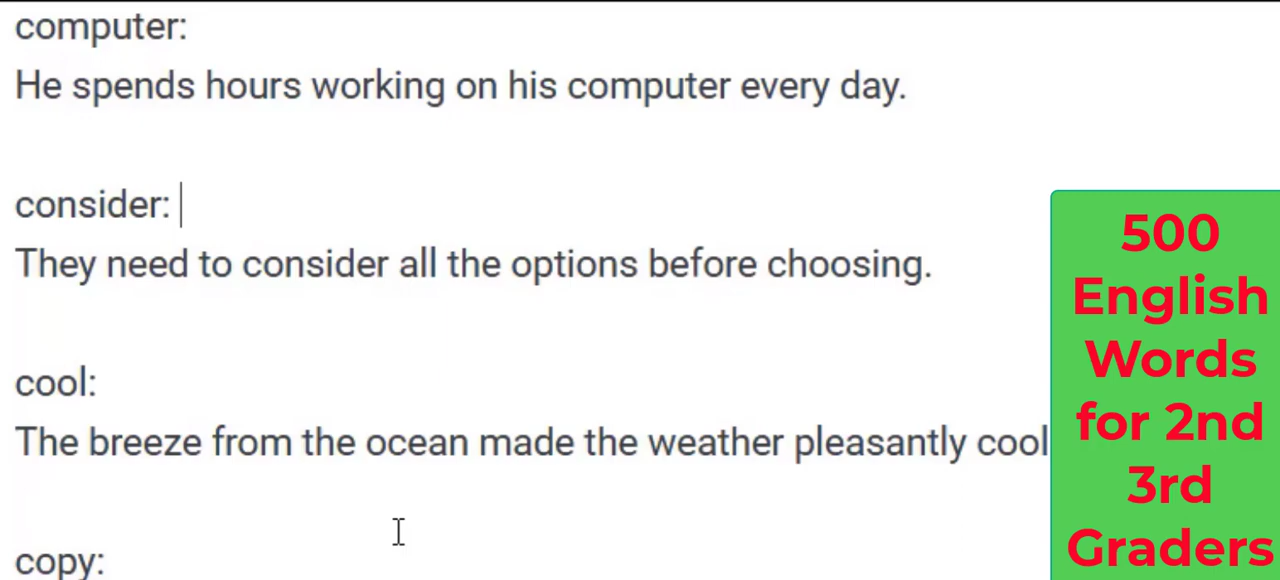 computer:
He spends hours working on his computer every day.
consider:
They need to consider all the options before choosing.
cool:
The breeze from the ocean made the weather pleasantly cool
copy:
500
English
Words
for 2nd
3rd
Graders